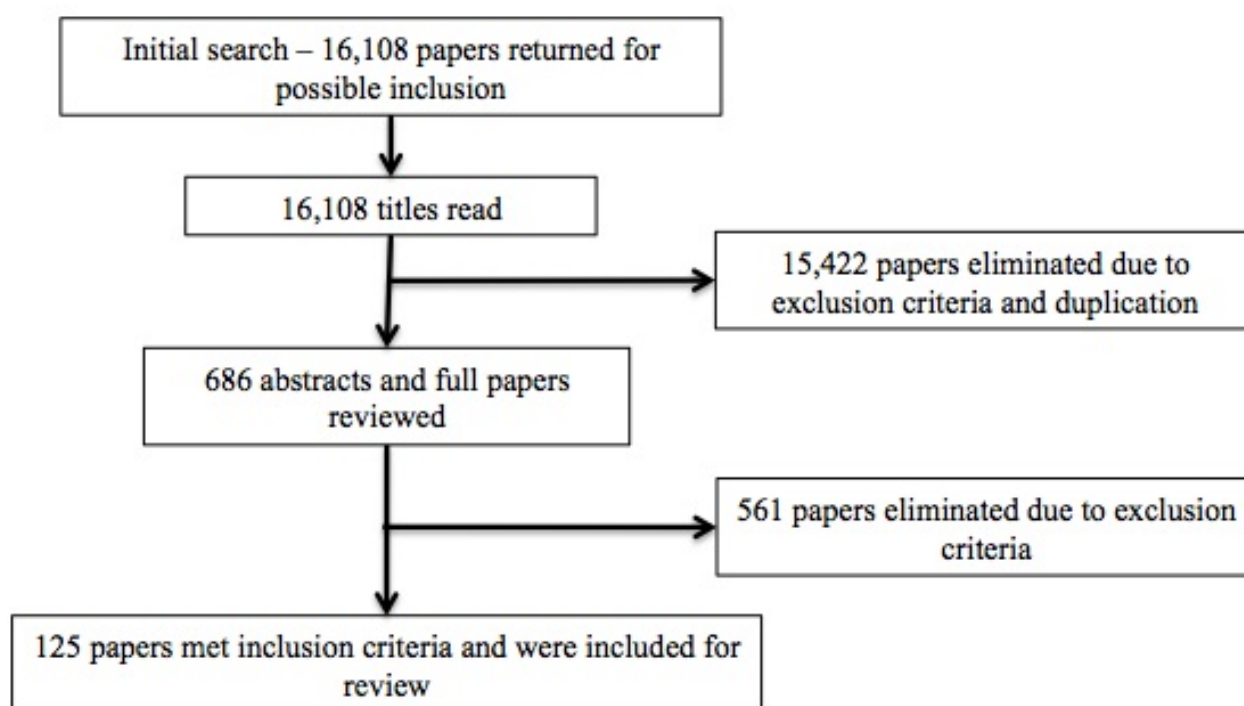 Initial search – 16,108 papers returned for
possible inclusion
16,108 titles read
15,422 papers eliminated due to
exclusion criteria and duplication
686 abstracts and full papers
reviewed
561 papers eliminated due to exclusion
criteria
125 papers met inclusion criteria and were included for
review